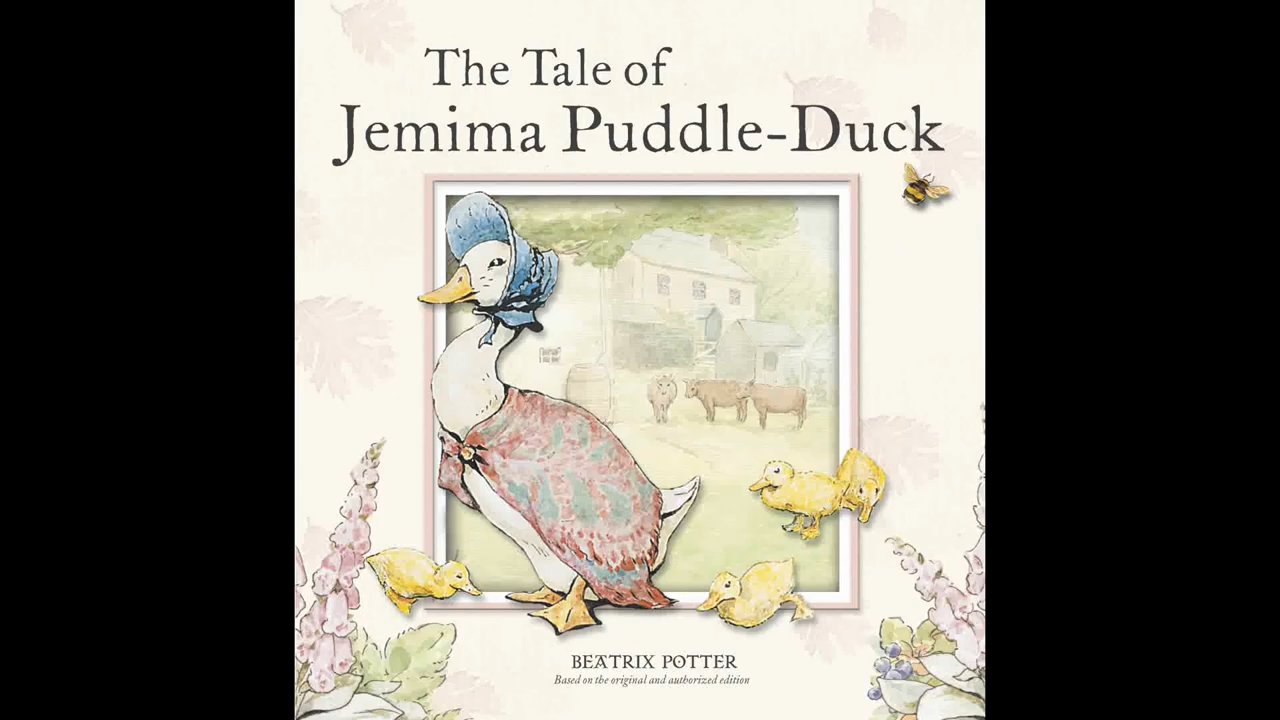 The Tale of
Jemima Puddle-Duck
BEATRIX POTTER
Based on the original and authorized edition